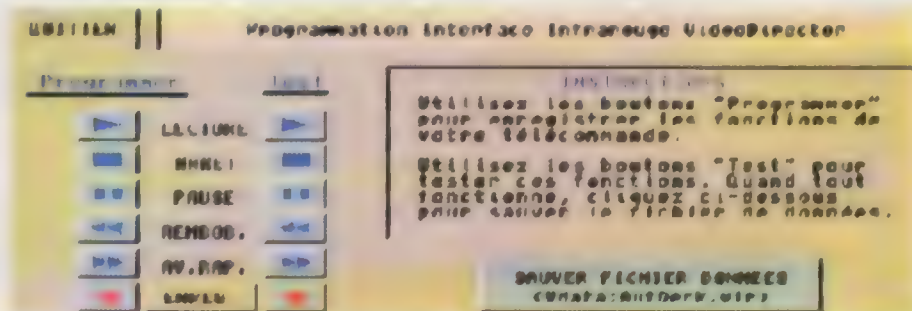 Programmation Interface Infrarouge VideoDirector
Programmer Test
Instructions
Utilisez les boutons "Programmer"
pour enregistrer les fonctions de
votre télécommande.
Utilisez les boutons "Test" pour
tester ces fonctions. Quand tout
fonctionne, cliquez ci-dessous
pour sauver le fichier de données.
LECTURE
ARRET
PAUSE
REMBOB.
AV.RAP.
SAUVER FICHIER DONNEES